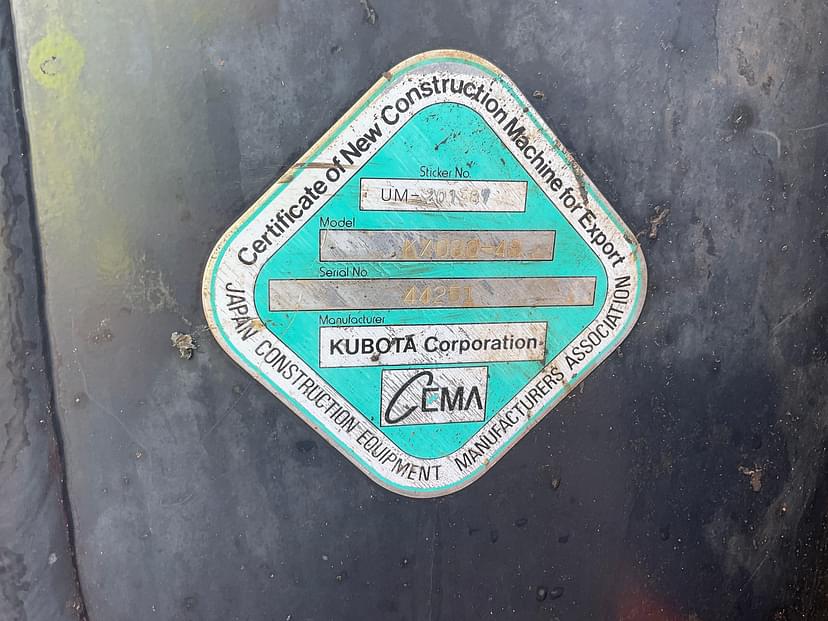 Certificate of New Construction Machine for Export
Sticker No.
Model
Serial No.
44251
Manufacturer
KUBOTA Corporation
CEMA
JAPAN CONSTRUCTION EQUIPMENT MANUFACTURERS ASSOCIATION